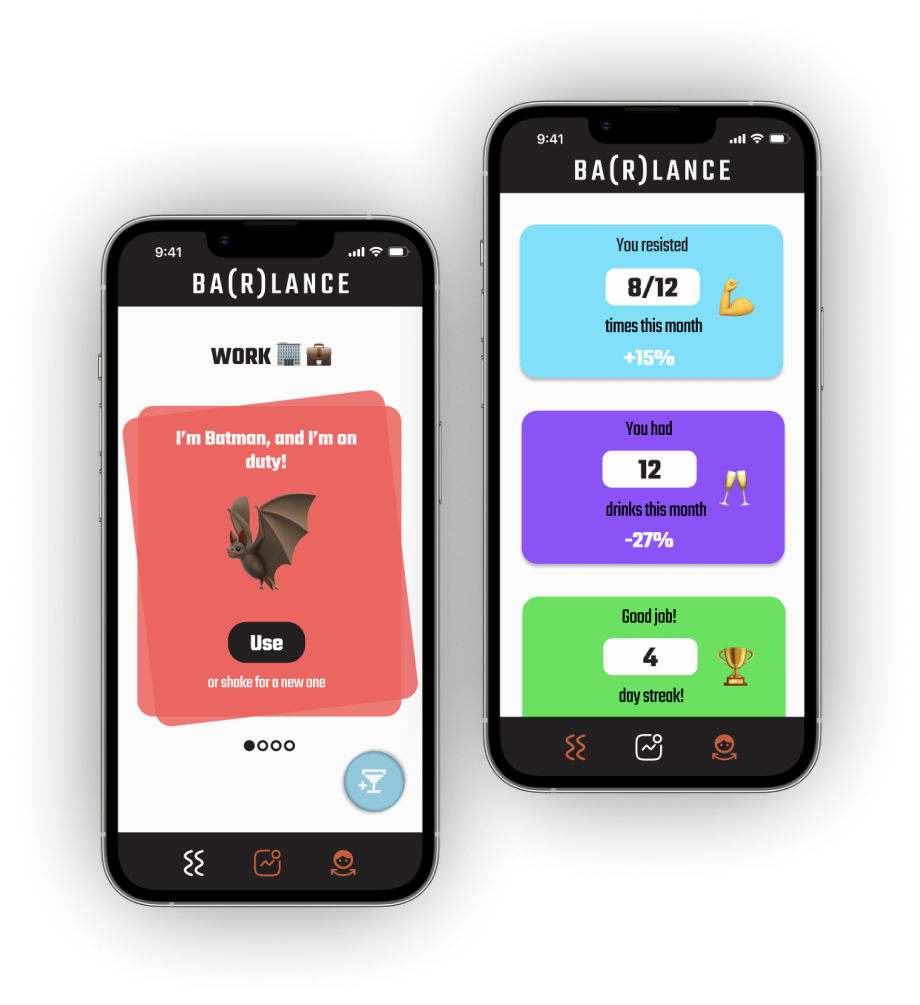 9:41
BA(R)LANCE
WORK
I'm Batman, and I'm on
duty!
Use
or shake for a new one
9:41
BA(R)LANCE
You resisted
8/12
times this month
+15%
You had
12
drinks this month
-27%
Good job!
4
day streak!